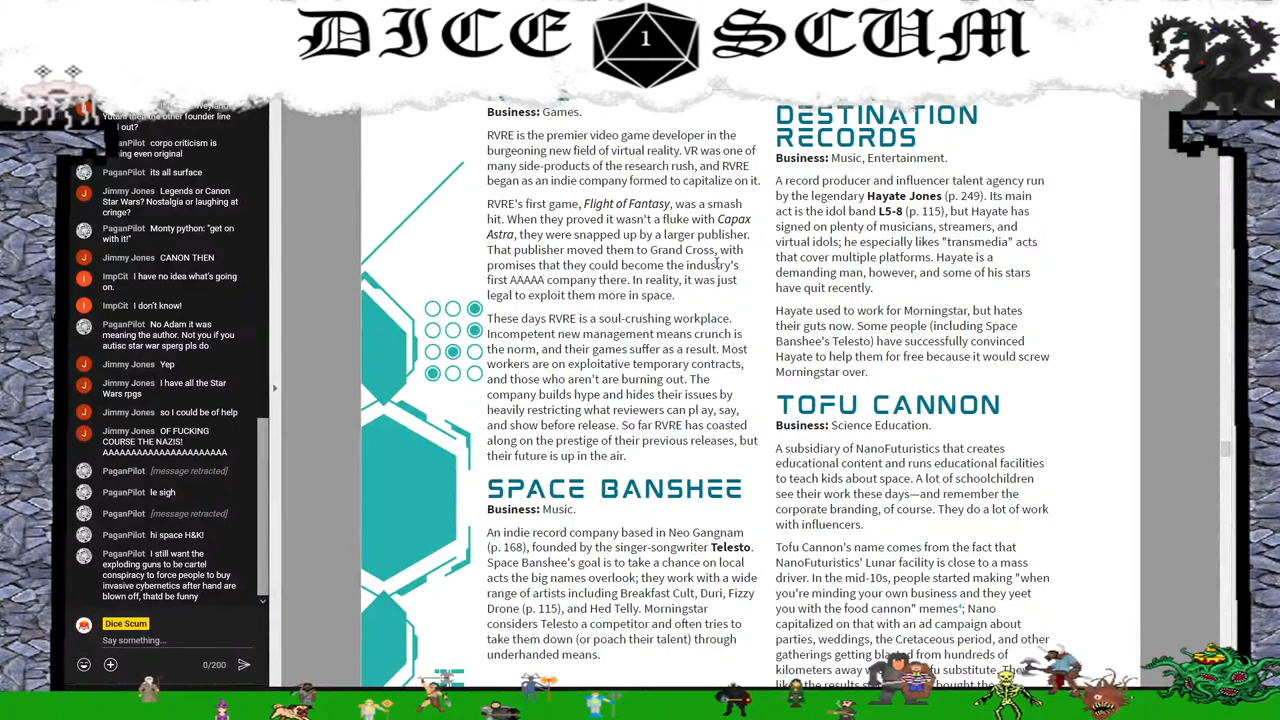 DICE 1 SCUM
Yutani then the other founder line
out?
PaganPilot corpo criticism is
even original
PaganPilot its all surface
Jimmy Jones Legends or Canon
Star Wars? Nostalgia or laughing at
cringe?
PaganPilot Monty python: "get on
with it!"
Jimmy Jones CANON THEN
ImpCit I have no idea what's going
on.
ImpCit I don't know!
PaganPilot No Adam it was
meaning the author. Not you if you
autisc star war sperg pls do
Jimmy Jones Yep
Jimmy Jones I have all the Star
Wars rpgs
Jimmy Jones so I could be of help
Jimmy Jones OF FUCKING
COURSE THE NAZIS!
AAAAAAAAAAAAAAAAAAAAAA
PaganPilot [message retracted]
PaganPilot le sigh
PaganPilot [message retracted]
PaganPilot hi space H&K!
PaganPilot I still want the
exploding guns to be cartel
conspiracy to force people to buy
invasive cybernetics after hand are
blown off, thatd be funny
Dice Scum
Say something...
0/200
Business: Games.
RVRE is the premier video game developer in the
burgeoning new field of virtual reality. VR was one of
many side-products of the research rush, and RVRE
began as an indie company formed to capitalize on it.
RVRE's first game, Flight of Fantasy, was a smash
hit. When they proved it wasn't a fluke with Capax
Astra, they were snapped up by a larger publisher.
That publisher moved them to Grand Cross, with
promises that they could become the industry's
first AAAAA company there. In reality, it was just
legal to exploit them more in space.
These days RVRE is a soul-crushing workplace.
Incompetent new management means crunch is
the norm, and their games suffer as a result. Most
workers are on exploitative temporary contracts,
and those who aren't are burning out. The
company builds hype and hides their issues by
heavily restricting what reviewers can pl ay, say,
and show before release. So far RVRE has coasted
along on the prestige of their previous releases, but
their future is up in the air.
SPACE BANSHEE
Business: Music.
An indie record company based in Neo Gangnam
(p. 168), founded by the singer-songwriter Telesto.
Space Banshee's goal is to take a chance on local
acts the big names overlook; they work with a wide
range of artists including Breakfast Cult, Duri, Fizzy
Drone (p. 115), and Hed Telly. Morningstar
considers Telesto a competitor and often tries to
take them down (or poach their talent) through
underhanded means.
DESTINATION
RECORDS
Business: Music, Entertainment.
A record producer and influencer talent agency run
by the legendary Hayate Jones (p. 249). Its main
act is the idol band L5-8 (p. 115), but Hayate has
signed on plenty of musicians, streamers, and
virtual idols; he especially likes "transmedia" acts
that cover multiple platforms. Hayate is a
demanding man, however, and some of his stars
have quit recently.
Hayate used to work for Morningstar, but hates
their guts now. Some people (including Space
Banshee's Telesto) have successfully convinced
Hayate to help them for free because it would screw
Morningstar over.
TOFU CANNON
Business: Science Education.
A subsidiary of NanoFuturistics that creates
educational content and runs educational facilities
to teach kids about space. A lot of schoolchildren
see their work these days—and remember the
corporate branding, of course. They do a lot of work
with influencers.
Tofu Cannon's name comes from the fact that
NanoFuturistics' Lunar facility is close to a mass
driver. In the mid-10s, people started making "when
you're minding your own business and they yeet
you with the food cannon" memes⁴; Nano
capitalized on that with an ad campaign about
parties, weddings, the Cretaceous period, and other
gatherings getting blasted from hundreds of
kilometers away substitute. They
the results thought the